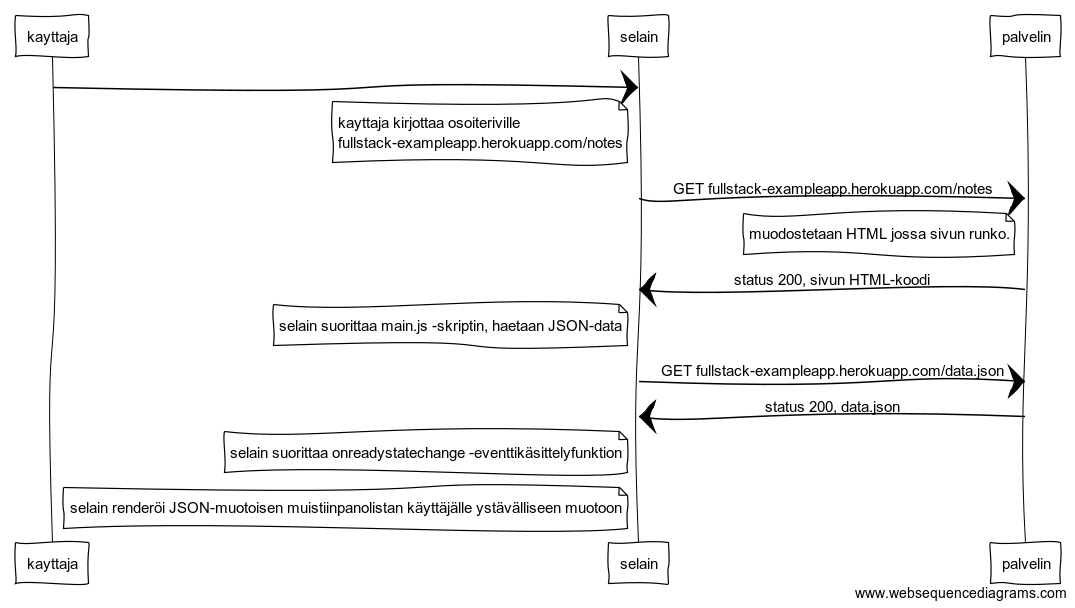 kayttaja
selain
palvelin
kayttaja kirjottaa osoiteriville
fullstack-exampleapp.herokuapp.com/notes
GET fullstack-exampleapp.herokuapp.com/notes
muodostetaan HTML jossa sivun runko.
status 200, sivun HTML-koodi
selain suorittaa main.js -skriptin, haetaan JSON-data
GET fullstack-exampleapp.herokuapp.com/data.json
status 200, data.json
selain suorittaa onreadystatechange -eventtikäsittelyfunktion
selain renderöi JSON-muotoisen muistiinpanolistan käyttäjälle ystävälliseen muotoon
kayttaja
selain
palvelin
www.websequencediagrams.com